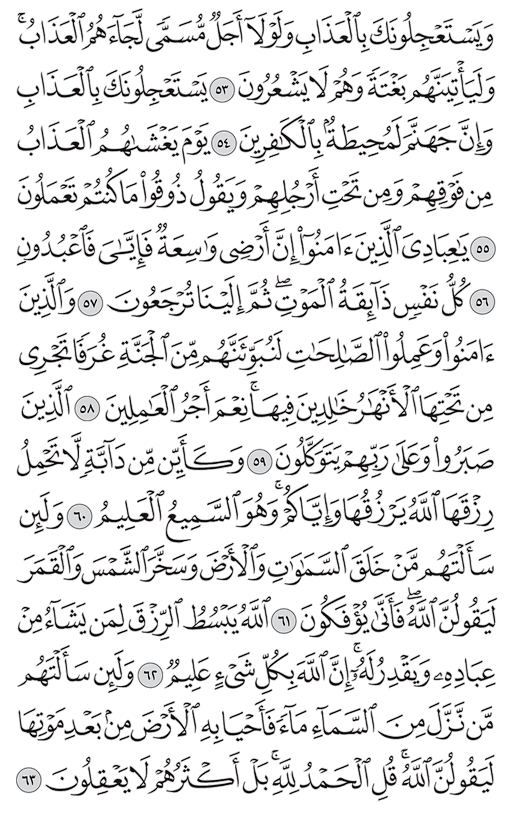 وَيَسْتَعْجِلُونَكَ بِٱلْعَذَابِ وَلَوْلَآ أَجَلٌ مُّسَمًّى لَّجَآءَهُمُ ٱلْعَذَابُۚ
وَلَيَأْتِيَنَّهُم بَغْتَةً وَهُمْ لَا يَشْعُرُونَ ٥٣ يَسْتَعْجِلُونَكَ بِٱلْعَذَابِ
وَإِنَّ جَهَنَّمَ لَمُحِيطَةٌۢ بِٱلْكَٰفِرِينَ ٥٤ يَوْمَ يَغْشَىٰهُمُ ٱلْعَذَابُ
مِن فَوْقِهِمْ وَمِن تَحْتِ أَرْجُلِهِمْ وَيَقُولُ ذُوقُوا۟ مَا كُنتُمْ تَعْمَلُونَ
٥٥ يَٰعِبَادِىَ ٱلَّذِينَ ءَامَنُوٓا۟ إِنَّ أَرْضِى وَٰسِعَةٌ فَإِيَّٰىَ فَٱعْبُدُونِ
٥٦ كُلُّ نَفْسٍ ذَآئِقَةُ ٱلْمَوْتِۖ ثُمَّ إِلَيْنَا تُرْجَعُونَ ٥٧ وَٱلَّذِينَ
ءَامَنُوا۟ وَعَمِلُوا۟ ٱلصَّٰلِحَٰتِ لَنُبَوِّئَنَّهُم مِّنَ ٱلْجَنَّةِ غُرَفًا تَجْرِى
مِن تَحْتِهَا ٱلْأَنْهَٰرُ خَٰلِدِينَ فِيهَاۚ نِعْمَ أَجْرُ ٱلْعَٰمِلِينَ ٥٨ ٱلَّذِينَ
صَبَرُوا۟ وَعَلَىٰ رَبِّهِمْ يَتَوَكَّلُونَ ٥٩ وَكَأَيِّن مِّن دَآبَّةٍ لَّا تَحْمِلُ
رِزْقَهَا ٱللَّهُ يَرْزُقُهَا وَإِيَّاكُمْۚ وَهُوَ ٱلسَّمِيعُ ٱلْعَلِيمُ ٦٠ وَلَئِن
سَأَلْتَهُم مَّنْ خَلَقَ ٱلسَّمَٰوَٰتِ وَٱلْأَرْضَ وَسَخَّرَ ٱلشَّمْسَ وَٱلْقَمَرَ
لَيَقُولُنَّ ٱللَّهُۖ فَأَنَّىٰ يُؤْفَكُونَ ٦١ ٱللَّهُ يَبْسُطُ ٱلرِّزْقَ لِمَن يَشَآءُ مِنْ
عِبَادِهِۦ وَيَقْدِرُ لَهُۥٓۚ إِنَّ ٱللَّهَ بِكُلِّ شَىْءٍ عَلِيمٌ ٦٢ وَلَئِن سَأَلْتَهُم
مَّن نَّزَّلَ مِنَ ٱلسَّمَآءِ مَآءً فَأَحْيَا بِهِ ٱلْأَرْضَ مِنۢ بَعْدِ مَوْتِهَا
لَيَقُولُنَّ ٱللَّهُۚ قُلِ ٱلْحَمْدُ لِلَّهِۚ بَلْ أَكْثَرُهُمْ لَا يَعْقِلُونَ ٦٣